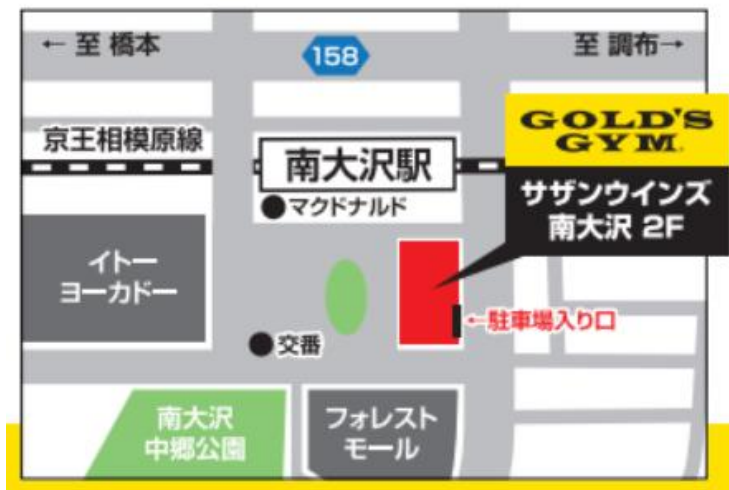 ← 至 橋本
158
至 調布→
京王相模原線
南大沢駅
GOLD'S
GYM.
サザンウインズ
南大沢 2F
●マクドナルド
イトー
ヨーカドー
←駐車場入り口
●交番
南大沢
中郷公園
フォレスト
モール